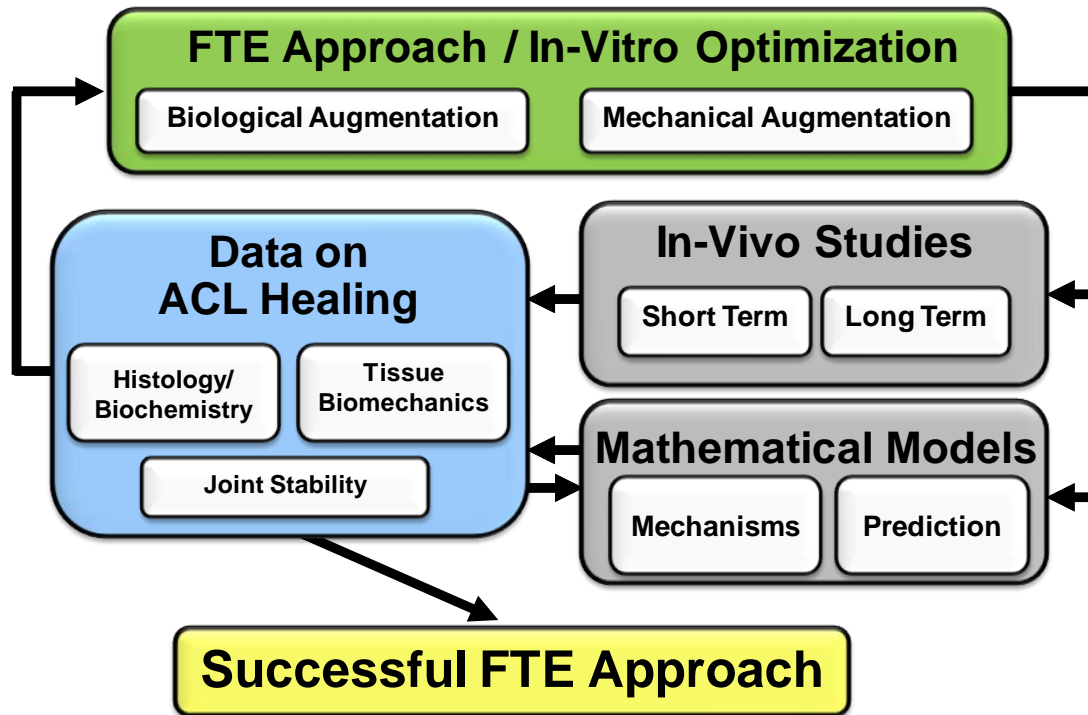 FTE Approach / In-Vitro Optimization
Biological Augmentation
Mechanical Augmentation
Data on
ACL Healing
Histology/
Biochemistry
Tissue
Biomechanics
Joint Stability
In-Vivo Studies
Short Term
Long Term
Mathematical Models
Mechanisms
Prediction
Successful FTE Approach